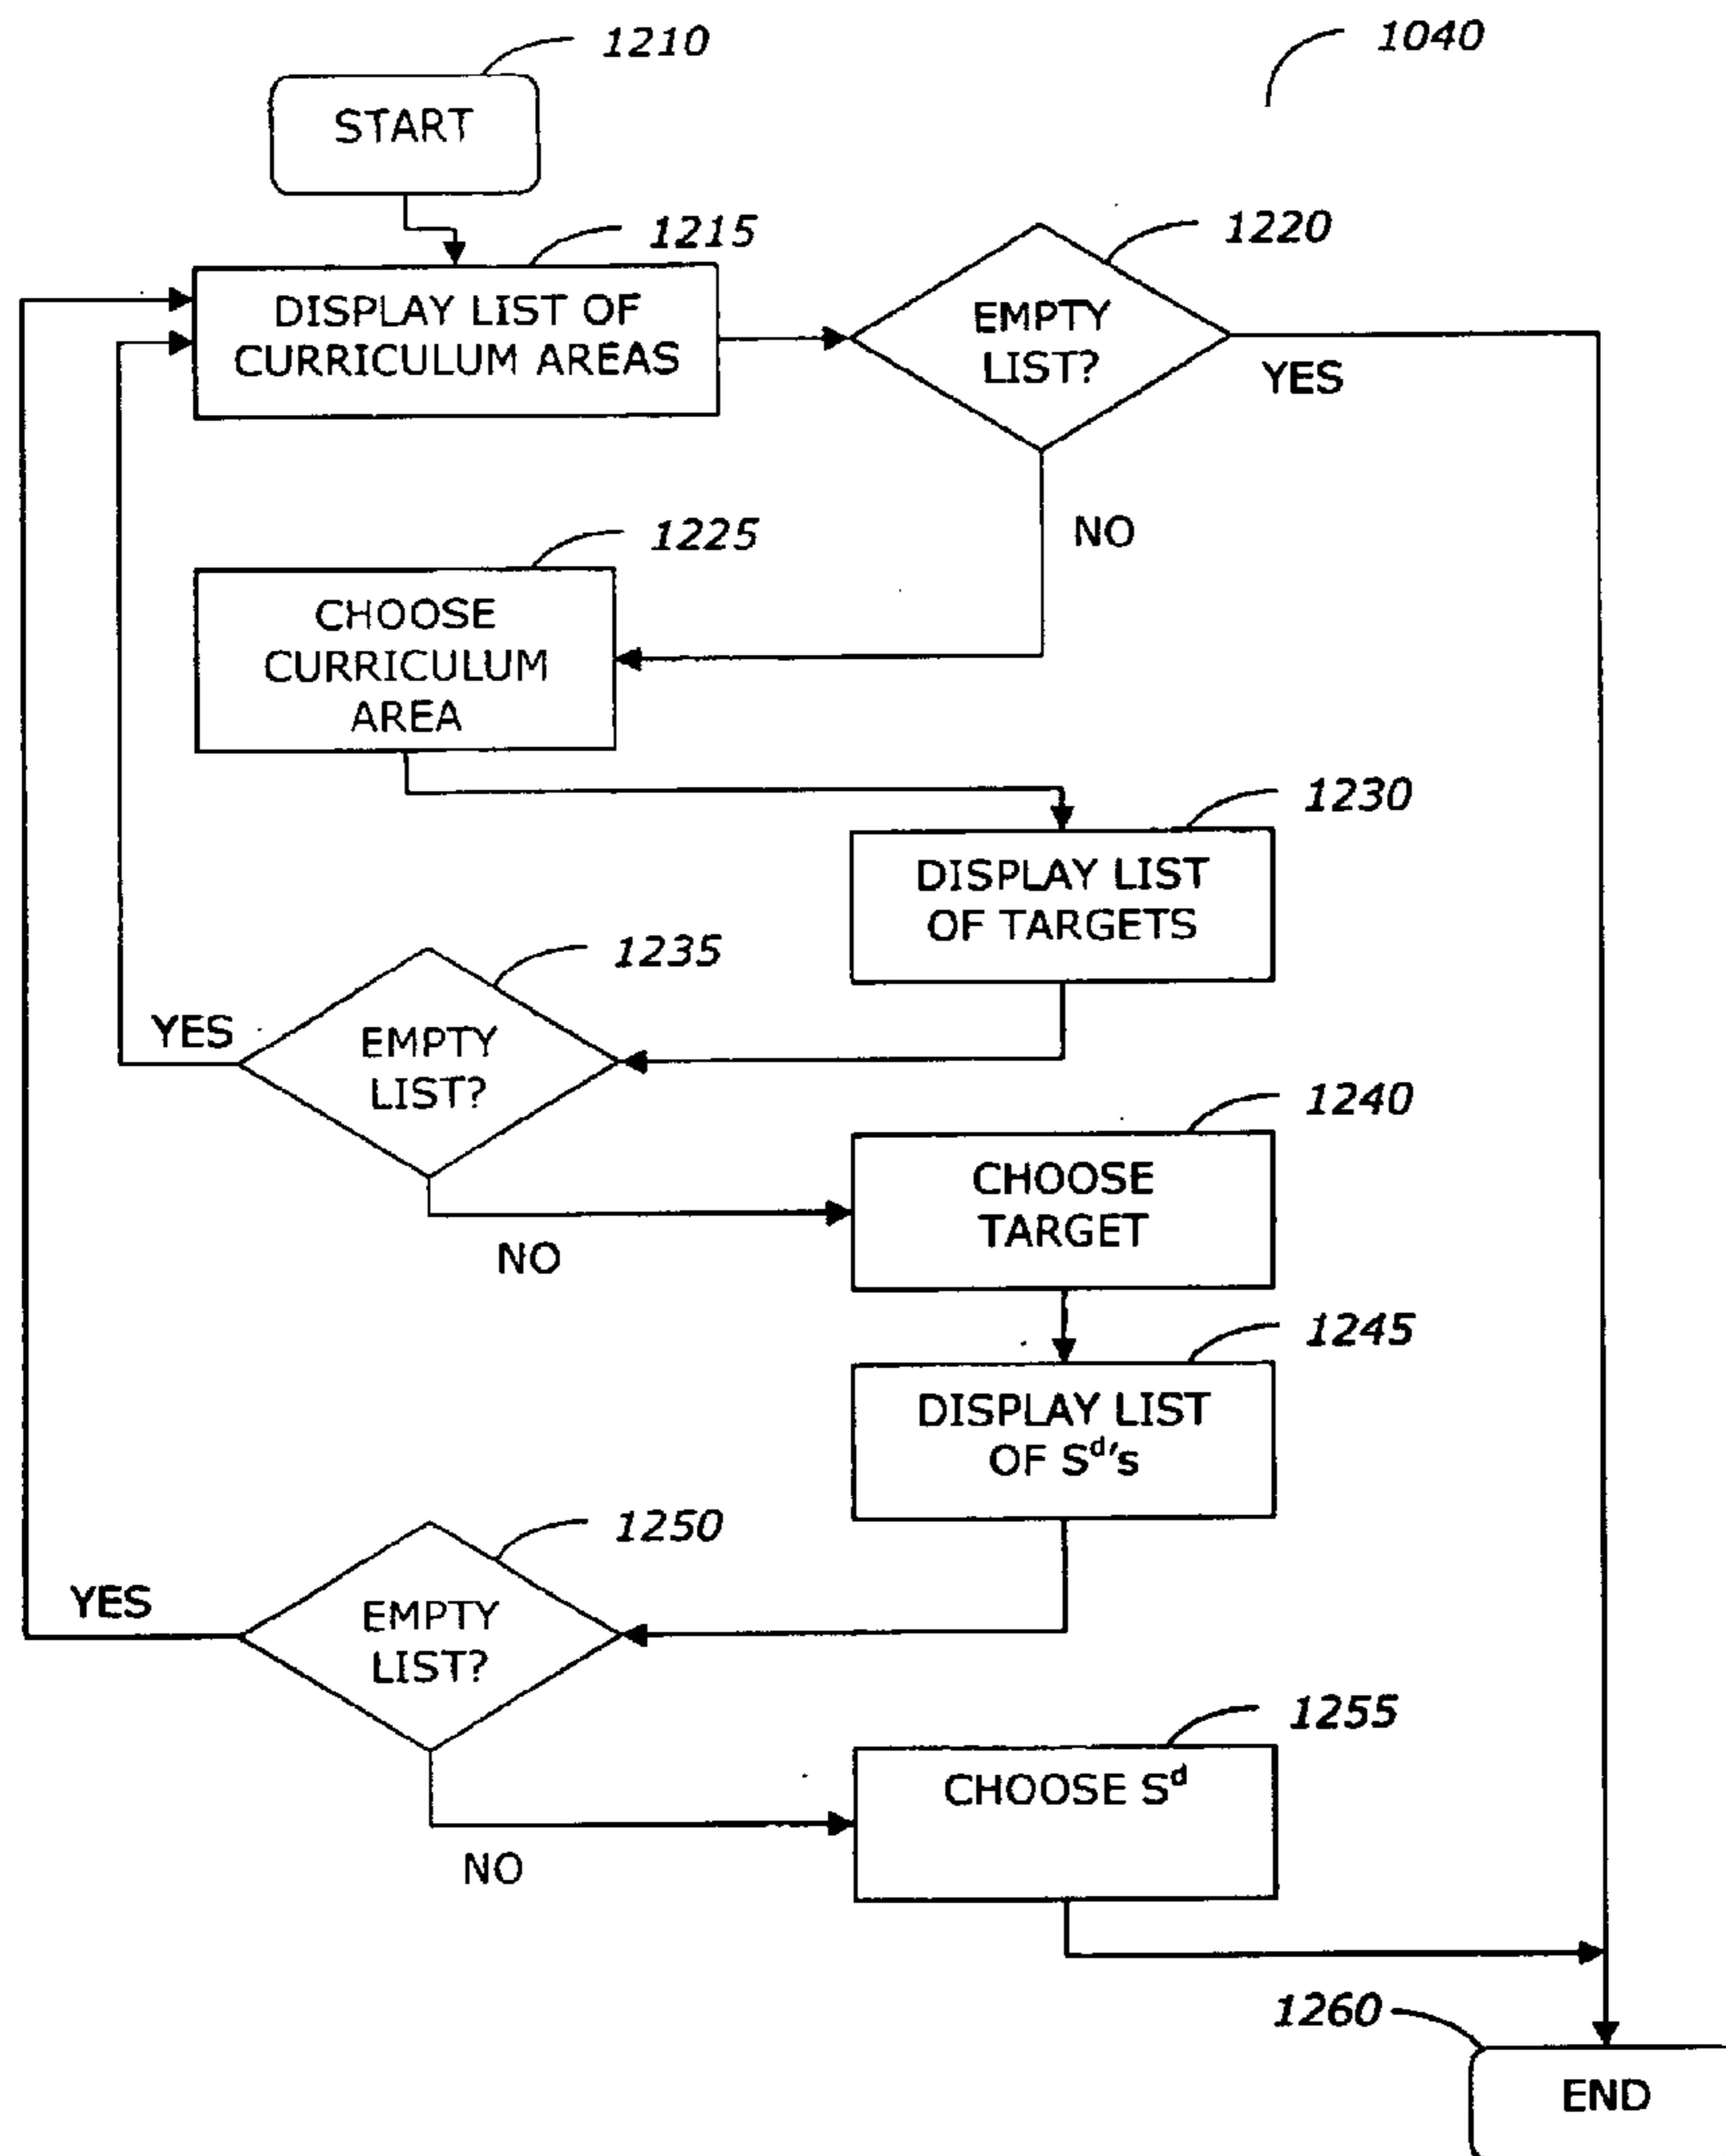 1210
1040
START
1215
1220
DISPLAY LIST OF
CURRICULUM AREAS
EMPTY
LIST?
YES
NO
1225
CHOOSE
CURRICULUM
AREA
1230
DISPLAY LIST
OF TARGETS
1235
YES
EMPTY
LIST?
NO
1240
CHOOSE
TARGET
1245
DISPLAY LIST
OF Sᵈ's
1250
YES
EMPTY
LIST?
NO
1255
CHOOSE Sᵈ
1260
END